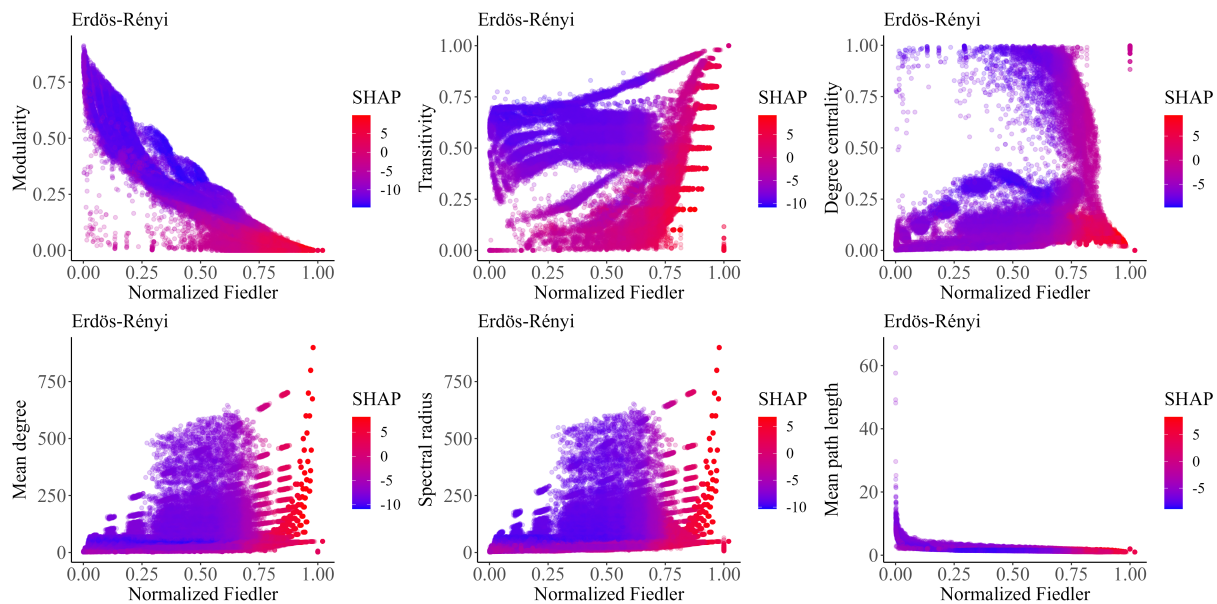 Erdös-Rényi
Modularity
0.75
0.50
0.25
0.00
0.00 0.25 0.50 0.75 1.00
Normalized Fiedler
SHAP
5
0
-5
-10
Erdös-Rényi
Transitivity
1.00
0.75
0.50
0.25
0.00
0.00 0.25 0.50 0.75 1.00
Normalized Fiedler
SHAP
5
0
-5
-10
Erdös-Rényi
Degree centrality
1.00
0.75
0.50
0.25
0.00
0.00 0.25 0.50 0.75 1.00
Normalized Fiedler
SHAP
5
0
-5
Erdös-Rényi
Mean degree
750
500
250
0
0.00 0.25 0.50 0.75 1.00
Normalized Fiedler
SHAP
5
0
-5
-10
Erdös-Rényi
Spectral radius
750
500
250
0
0.00 0.25 0.50 0.75 1.00
Normalized Fiedler
SHAP
5
0
-5
-10
Erdös-Rényi
Mean path length
60
40
20
0
0.00 0.25 0.50 0.75 1.00
Normalized Fiedler
SHAP
5
0
-5